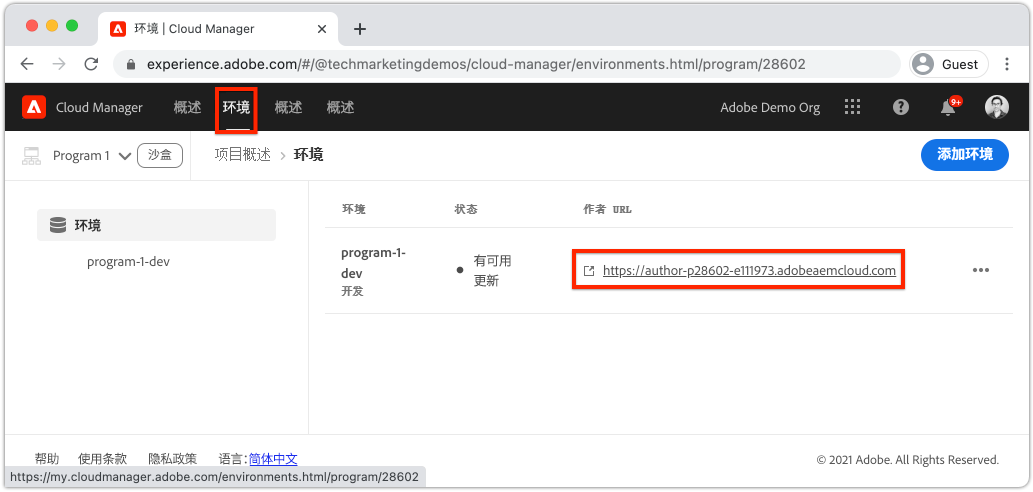 环境 | Cloud Manager
experience.adobe.com/#/@techmarketingdemos/cloud-manager/environments.html/program/28602
Guest
Cloud Manager 概述 环境 概述 概述 Adobe Demo Org 9+
Program 1 沙盒 项目概述 > 环境 添加环境
环境
program-1-dev
环境 状态 作者 URL
program-1-
dev
开发
有可用
更新
https://author-p28602-e111973.adobeaemcloud.com
帮助 使用条款 隐私政策 语言:简体中文 © 2021 Adobe. All Rights Reserved.
https://my.cloudmanager.adobe.com/environments.html/program/28602